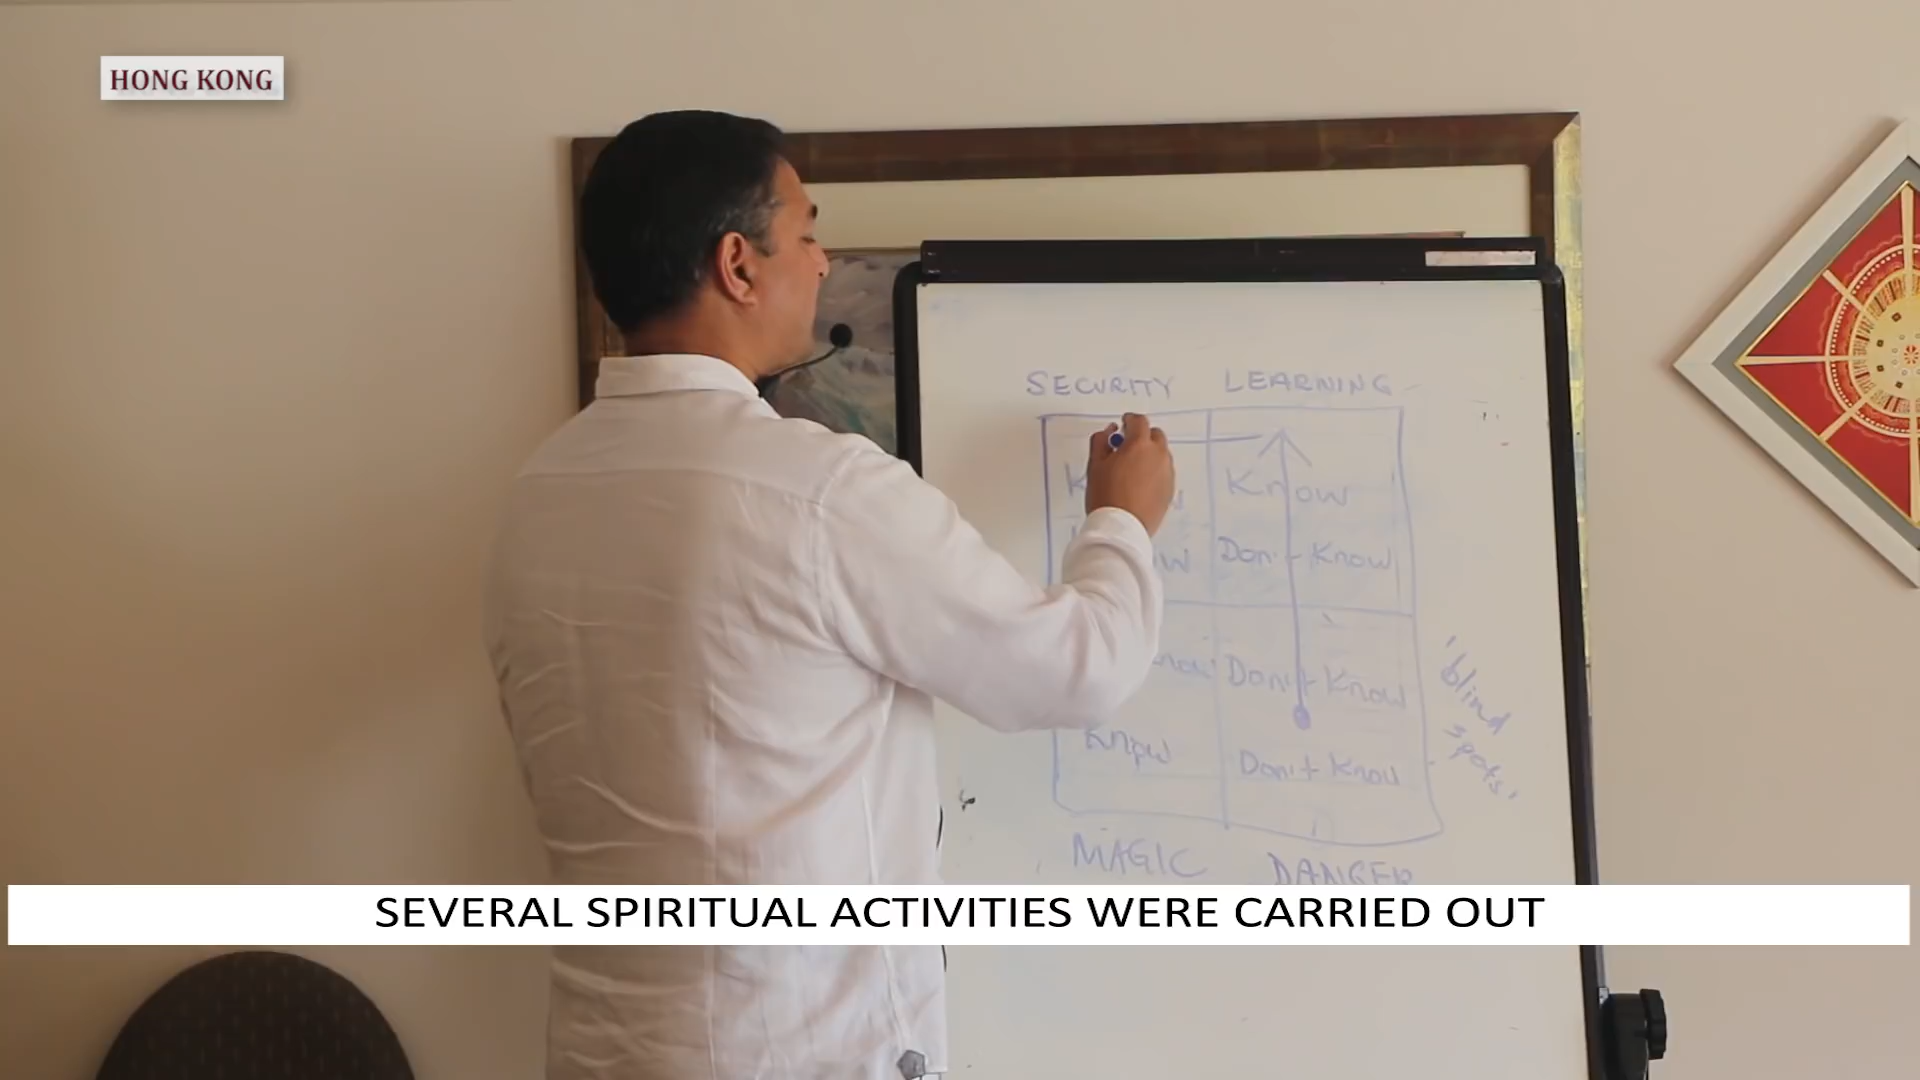 HONG KONG
SECURITY LEARNING
Know
Don't Know
Don't Know
Know
Don't Know
'blind
spots'
MAGIC DANGER
SEVERAL SPIRITUAL ACTIVITIES WERE CARRIED OUT